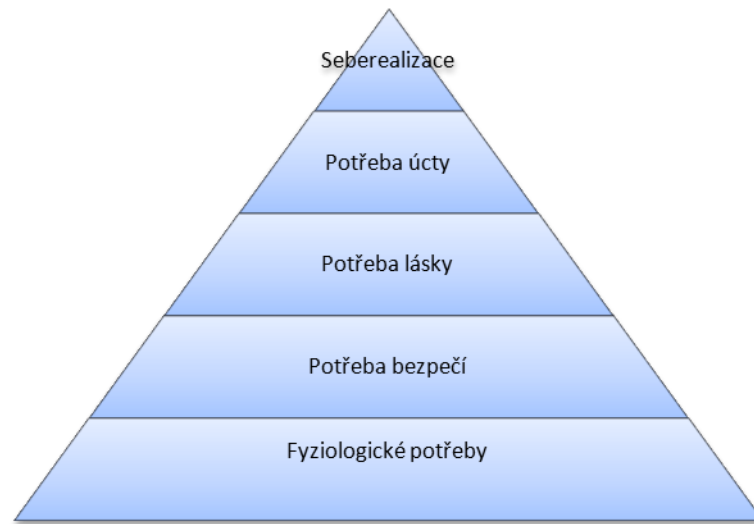 Seberealizace
Potřeba úcty
Potřeba lásky
Potřeba bezpečí
Fyziologické potřeby